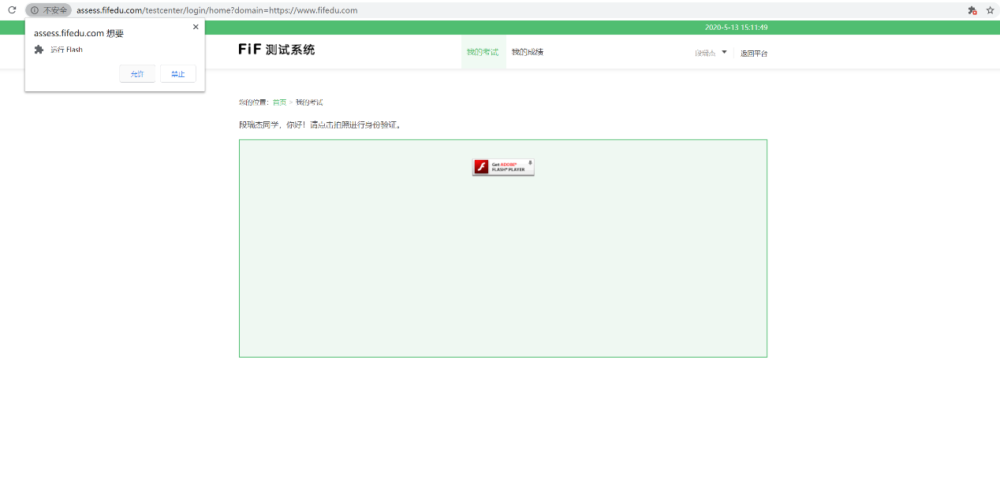 不安全 assess.fifedu.com/testcenter/login/home?domain=https://www.fifedu.com
2020-5-13 15:11:49
assess.fifedu.com 想要
运行 Flash
允许 禁止
FiF 测试系统 我的考试 我的成绩 段瑞杰 返回平台
您的位置: 首页 > 我的考试
段瑞杰同学，你好！请点击拍照进行身份验证。
Get ADOBE®
FLASH® PLAYER